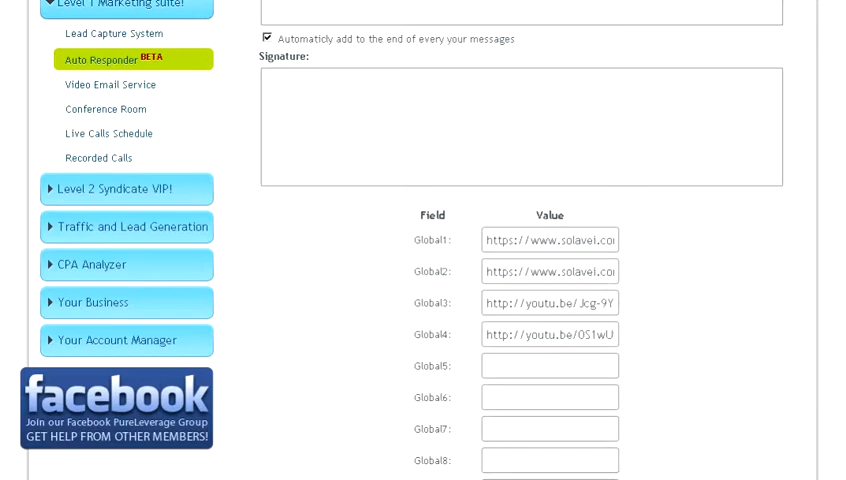 Level 1 Marketing suite!
Lead Capture System
Auto Responder BETA
Video Email Service
Conference Room
Live Calls Schedule
Recorded Calls
Level 2 Syndicate VIP!
Traffic and Lead Generation
CPA Analyzer
Your Business
Your Account Manager
facebook
Join our Facebook PureLeverage Group
GET HELP FROM OTHER MEMBERS!
Automaticly add to the end of every your messages
Signature:
Field Value
Global1: https://www.solavei.co
Global2: https://www.solavei.co
Global3: http://youtu.be/Jcg-9Y
Global4: http://youtu.be/OS1wU
Global5:
Global6:
Global7:
Global8: